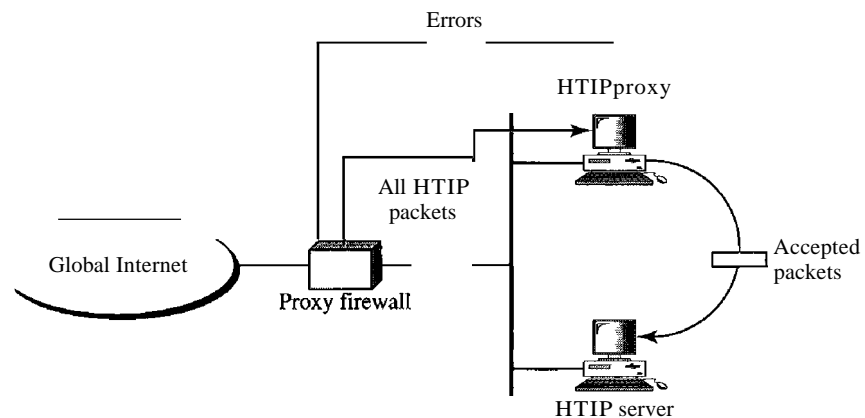 Errors
HTIPproxy
All HTIP
packets
Global Internet
Accepted
packets
Proxy firewall
HTIP server